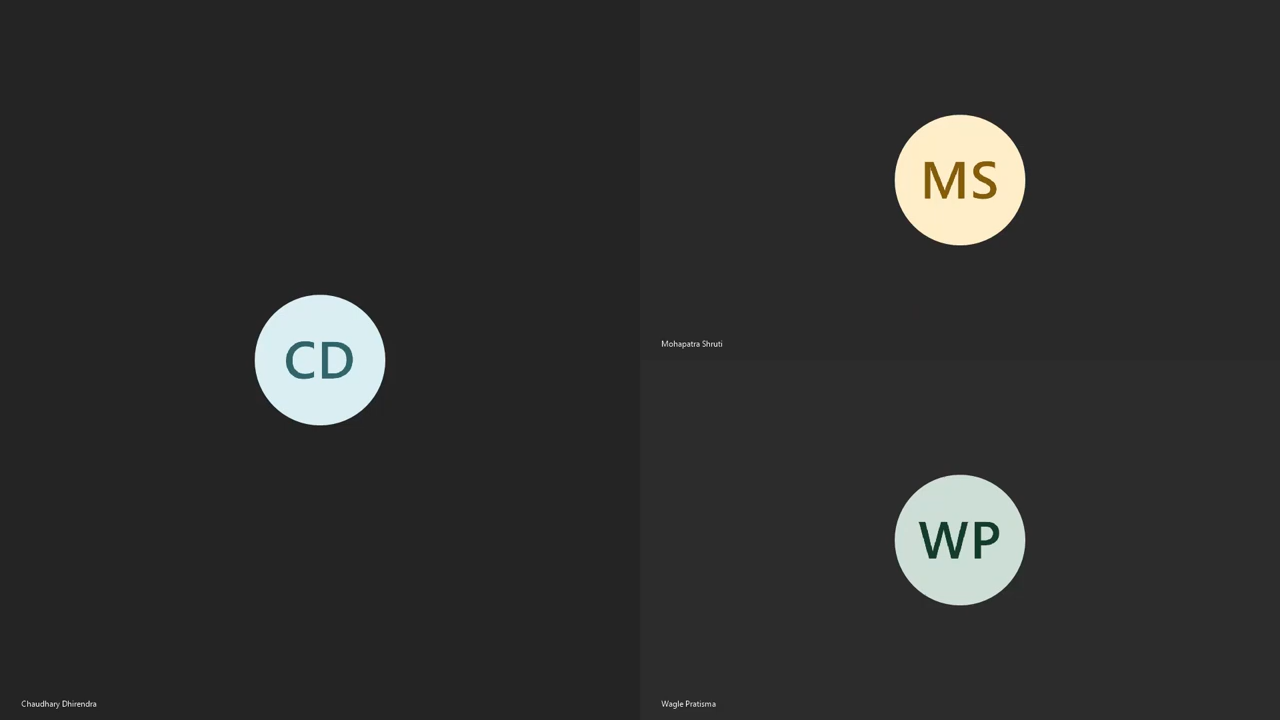 CD
Chaudhary Dhirendra
MS
Mohapatra Shruti
WP
Wagle Pratisma